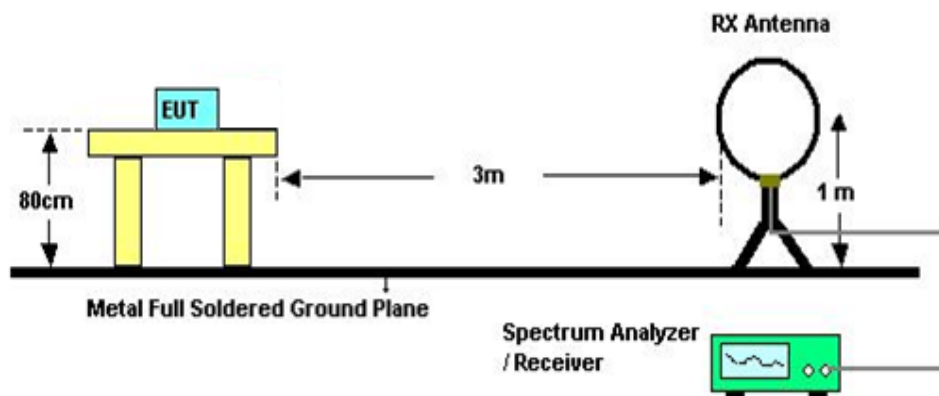 RX Antenna
EUT
80cm
3m
1 m
Metal Full Soldered Ground Plane
Spectrum Analyzer
/ Receiver